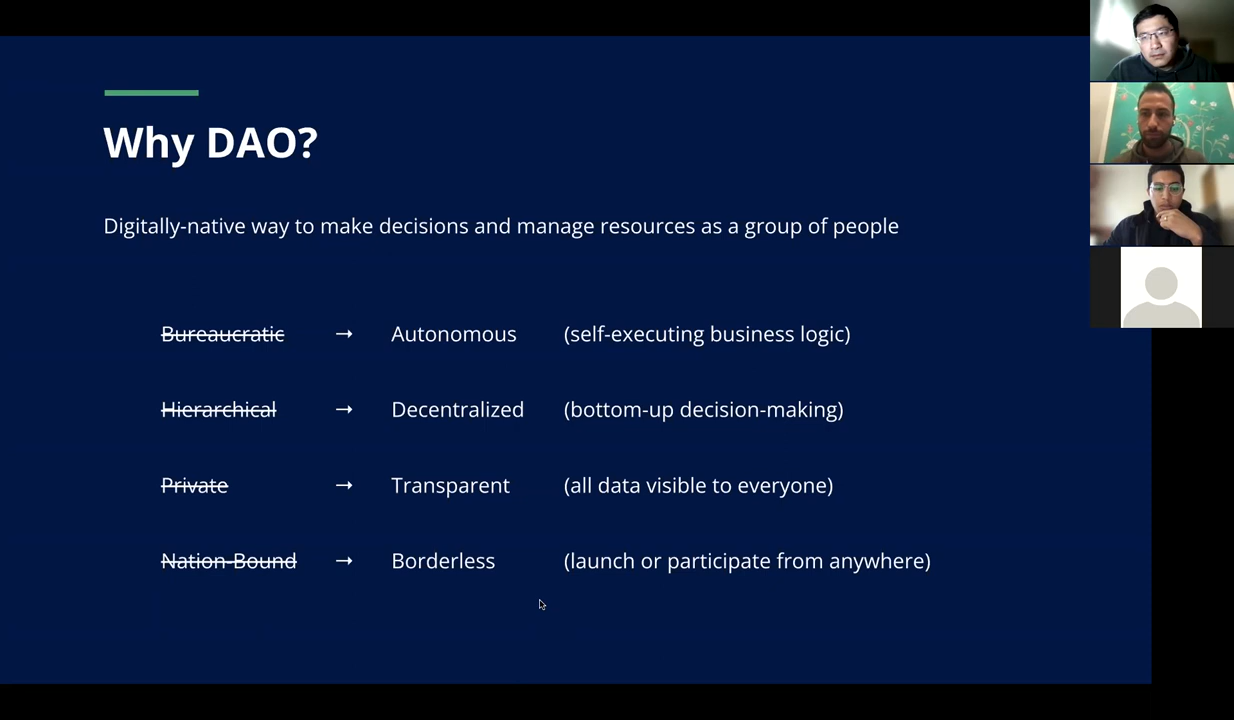 Why DAO?
Digitally-native way to make decisions and manage resources as a group of people
Bureaucratic → Autonomous (self-executing business logic)
Hierarchical → Decentralized (bottom-up decision-making)
Private → Transparent (all data visible to everyone)
Nation-Bound → Borderless (launch or participate from anywhere)